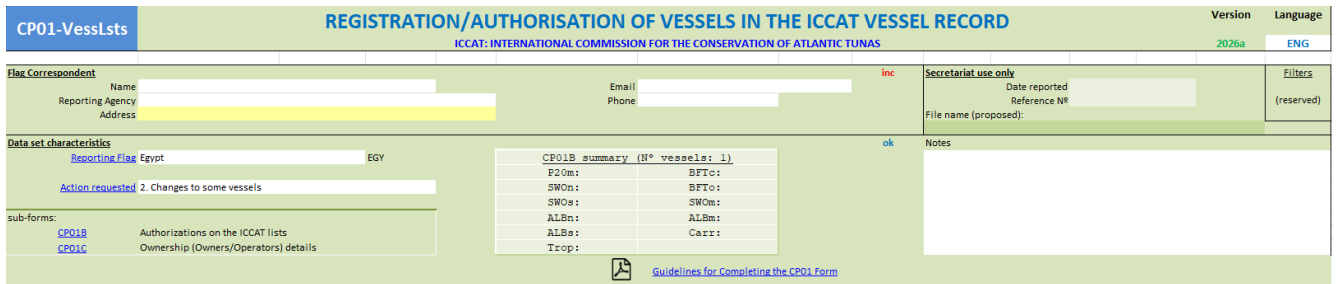 CP01-VessLsts
REGISTRATION/AUTHORISATION OF VESSELS IN THE ICCAT VESSEL RECORD
ICCAT: INTERNATIONAL COMMISSION FOR THE CONSERVATION OF ATLANTIC TUNAS
Version Language
2026a ENG
Flag Correspondent inc
Name Email
Reporting Agency Phone
Address
Secretariat use only
Date reported
Reference Nº
File name (proposed):
Filters
(reserved)
Data set characteristics ok
Reporting Flag Egypt EGY
Action requested 2. Changes to some vessels
sub-forms:
CP01B Authorizations on the ICCAT lists
CP01C Ownership (Owners/Operators) details
CP01B summary (Nº vessels: 1)
P20m: BFTc:
SWOn: BFTo:
SWOs: SWOm:
ALBn: ALBm:
ALBs: Carr:
Trop:
Notes
Guidelines for Completing the CP01 Form